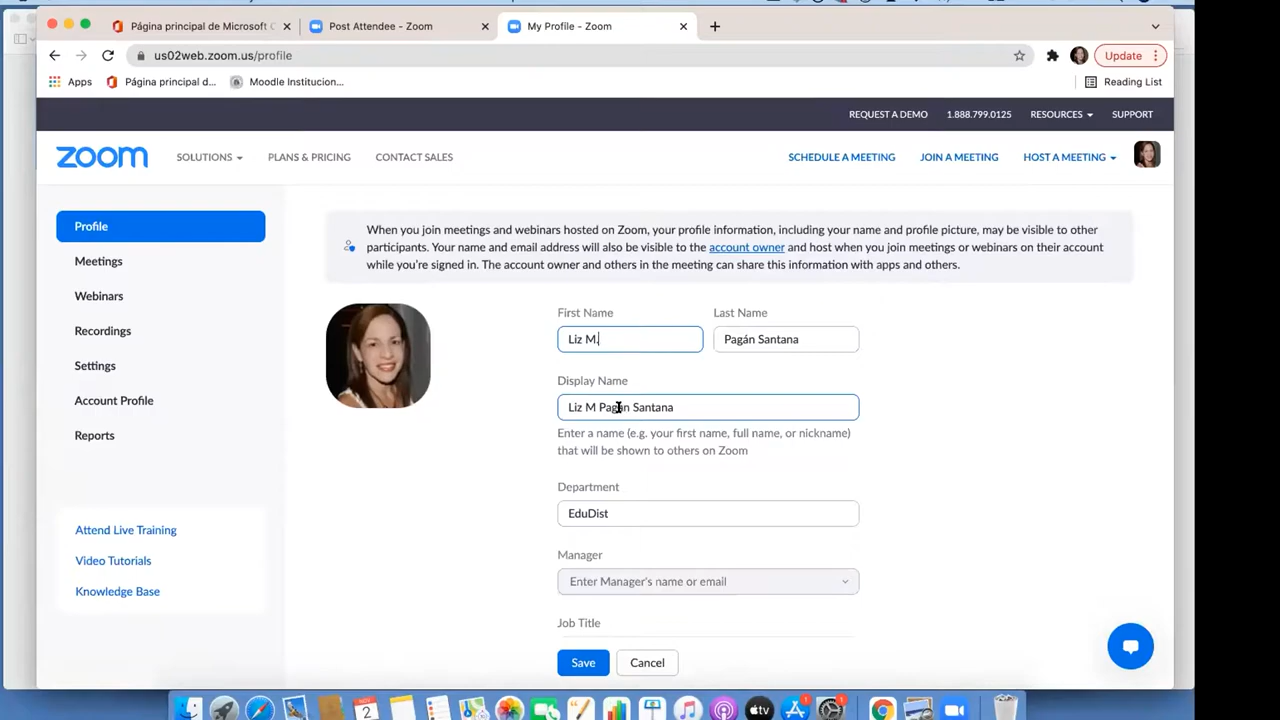 Página principal de Microsoft O
Post Attendee - Zoom
My Profile - Zoom
us02web.zoom.us/profile
Update
Apps
Página principal d...
Moodle Institucion...
Reading List
REQUEST A DEMO
1.888.799.0125
RESOURCES
SUPPORT
zoom
SOLUTIONS
PLANS & PRICING
CONTACT SALES
SCHEDULE A MEETING
JOIN A MEETING
HOST A MEETING
Profile
Meetings
Webinars
Recordings
Settings
Account Profile
Reports
Attend Live Training
Video Tutorials
Knowledge Base
When you join meetings and webinars hosted on Zoom, your profile information, including your name and profile picture, may be visible to other
participants. Your name and email address will also be visible to the account owner and host when you join meetings or webinars on their account
while you're signed in. The account owner and others in the meeting can share this information with apps and others.
First Name
Last Name
Liz M.
Pagán Santana
Display Name
Liz M Pagán Santana
Enter a name (e.g. your first name, full name, or nickname)
that will be shown to others on Zoom
Department
EduDist
Manager
Enter Manager's name or email
Job Title
Save
Cancel
NOV
2
tv
1
1